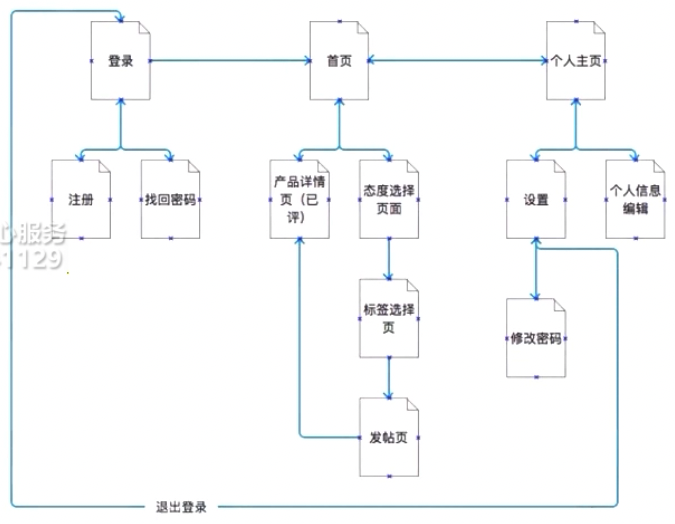 登录
首页
个人主页
注册
找回密码
产品详情
页（已
评）
态度选择
页面
设置
个人信息
编辑
心服务
1129
标签选择
页
修改密码
发帖页
退出登录